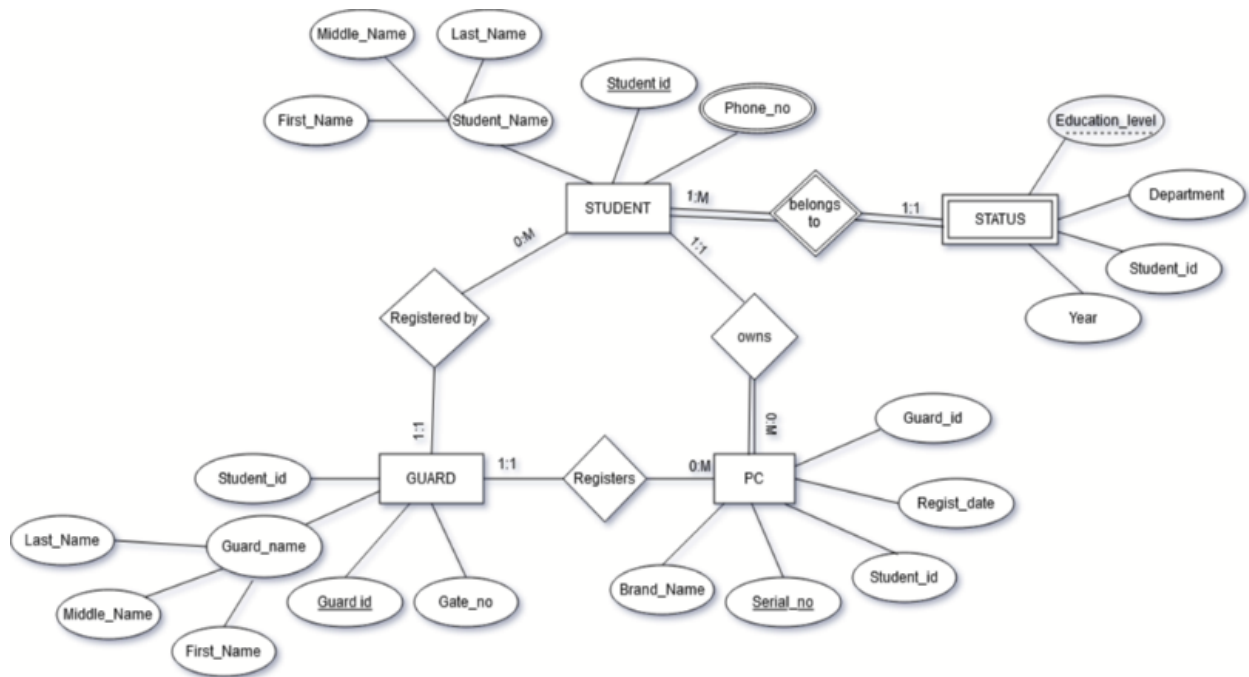 Middle_Name
Last_Name
Student id
Phone_no
First_Name
Student_Name
Education_level
STUDENT
1:M
belongs
to
1:1
STATUS
Department
Student_id
Year
0:M
1:1
Registered by
owns
1:1
0:M
Guard_id
Student_id
GUARD
1:1
Registers
0:M
PC
Regist_date
Last_Name
Guard_name
Student_id
Middle_Name
Guard id
Gate_no
Brand_Name
Serial_no
First_Name